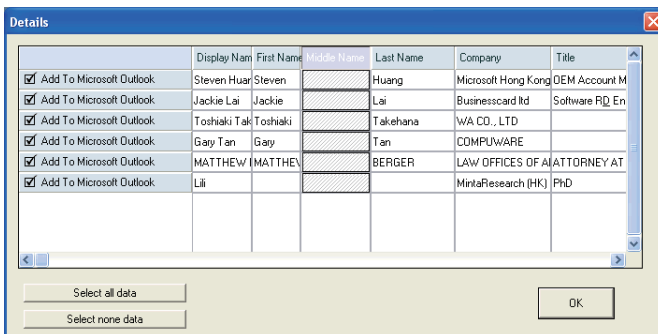 Details
Display Nam First Name Middle Name Last Name Company Title
Add To Microsoft Outlook Steven Huar Steven Huang Microsoft Hong Kong OEM Account M
Add To Microsoft Outlook Jackie Lai Jackie Lai Businesscard ltd Software RD En
Add To Microsoft Outlook Toshiaki Tak Toshiaki Takehana WA CO., LTD
Add To Microsoft Outlook Gary Tan Gary Tan COMPUWARE
Add To Microsoft Outlook MATTHEW MATTHEW BERGER LAW OFFICES OF AL ATTORNEY AT
Add To Microsoft Outlook Lili MintaResearch (HK) PhD
Select all data
OK
Select none data